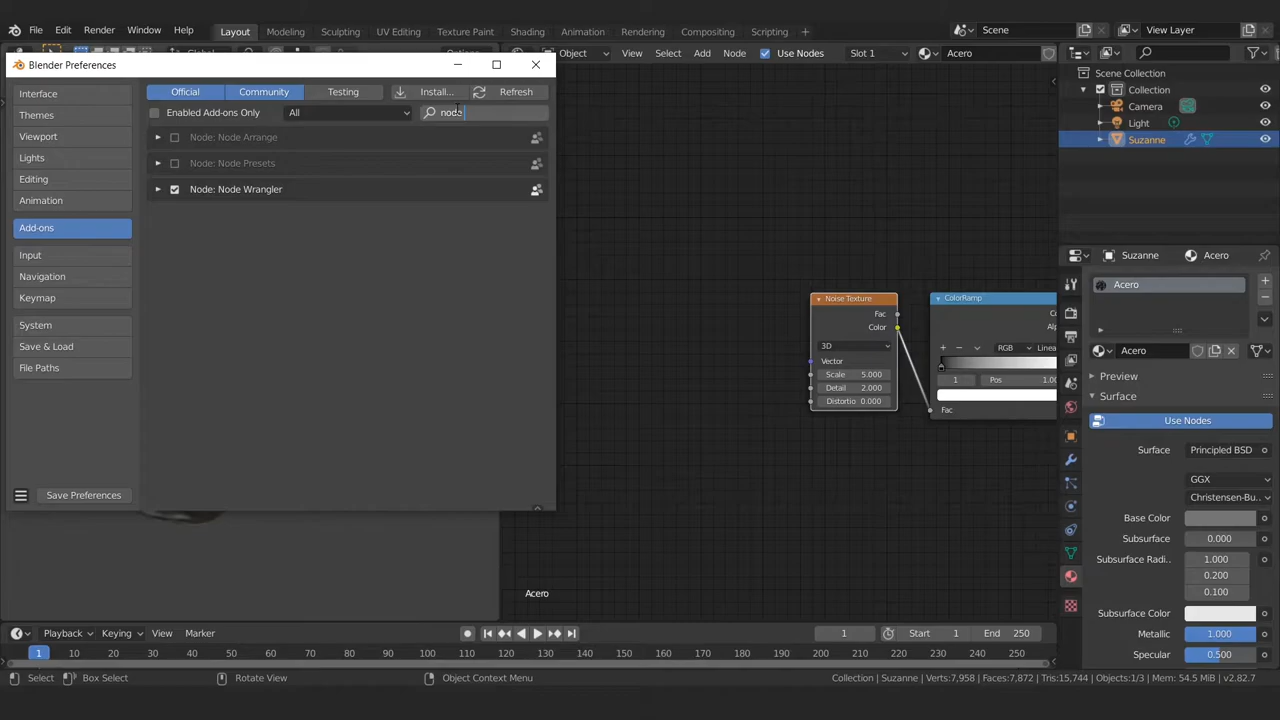 File Edit Render Window Help
Layout Modeling Sculpting UV Editing Texture Paint Shading Animation Rendering Compositing Scripting
Scene
View Layer
Object View Select Add Node Use Nodes Slot 1 Acero
Blender Preferences
Interface
Themes
Viewport
Lights
Editing
Animation
Add-ons
Input
Navigation
Keymap
System
Save & Load
File Paths
Save Preferences
Official Community Testing Install... Refresh
Enabled Add-ons Only All node
Node: Node Arrange
Node: Node Presets
Node: Node Wrangler
Noise Texture
Fac
Color
3D
Vector
Scale 5.000
Detail 2.000
Distortio 0.000
ColorRamp
RGB
1 Pos 1.00
Fac
Acero
Scene Collection
Collection
Camera
Light
Suzanne
Suzanne Acero
Acero
Acero
Preview
Surface
Use Nodes
Surface Principled BSD
GGX
Christensen-Bu..
Base Color
Subsurface 0.000
Subsurface Radi.. 1.000
0.200
0.100
Subsurface Color
Metallic 1.000
Specular 0.500
Playback Keying View Marker 1 Start 1 End 250
1 10 20 30 40 50 60 70 80 90 100 110 120 130 140 150 160 170 180 190 200 210 220 230 240 250
Select Box Select Rotate View Object Context Menu Collection | Suzanne | Verts:7,958 | Faces:7,872 | Tris:15,744 | Objects:1/3 | Mem: 54.5 MiB | v2.82.7